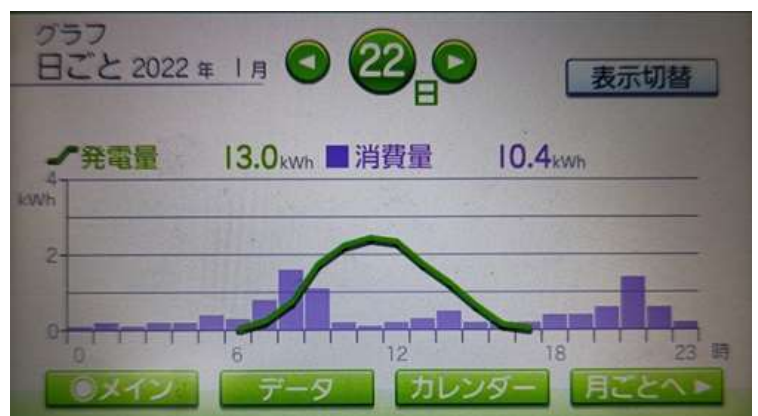 グラフ
日ごと 2022 年 1 月 ◀ 22 日 ▶ 表示切替
発電量 13.0kWh 消費量 10.4kWh
4
kWh
2
0
0 6 12 18 23 時
メイン データ カレンダー 月ごとへ▶